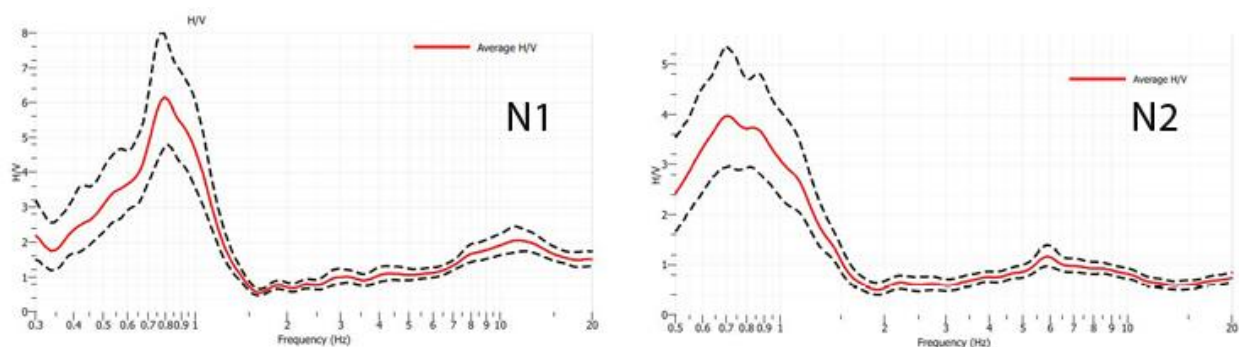 H/V
Average H/V
N1
8
7
6
5
4
3
2
1
0
H/V
0.3 0.4 0.5 0.6 0.7 0.8 0.9 1 2 3 4 5 6 7 8 9 10 20
Frequency (Hz)
Average H/V
N2
5
4
3
2
1
0
H/V
0.5 0.6 0.7 0.8 0.9 1 2 3 4 5 6 7 8 9 10 20
Frequency (Hz)